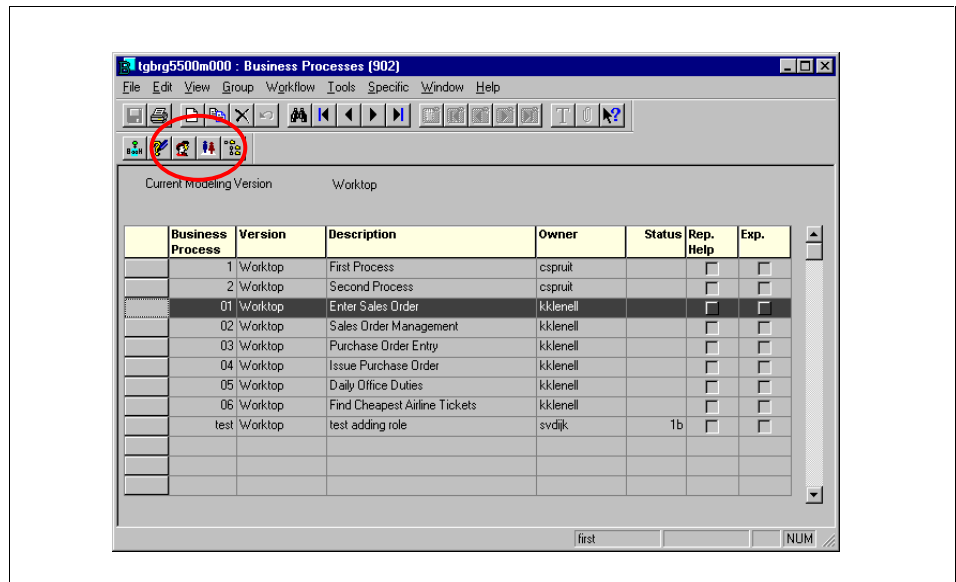 tgbrg5500m000 : Business Processes (902)
File Edit View Group Workflow Tools Specific Window Help
Current Modeling Version Worktop
Business Process Version Description Owner Status Rep. Help Exp.
1 Worktop First Process cspruit
2 Worktop Second Process cspruit
01 Worktop Enter Sales Order kklenell
02 Worktop Sales Order Management kklenell
03 Worktop Purchase Order Entry kklenell
04 Worktop Issue Purchase Order kklenell
05 Worktop Daily Office Duties kklenell
06 Worktop Find Cheapest Airline Tickets kklenell
test Worktop test adding role svdijk 1b
first NUM